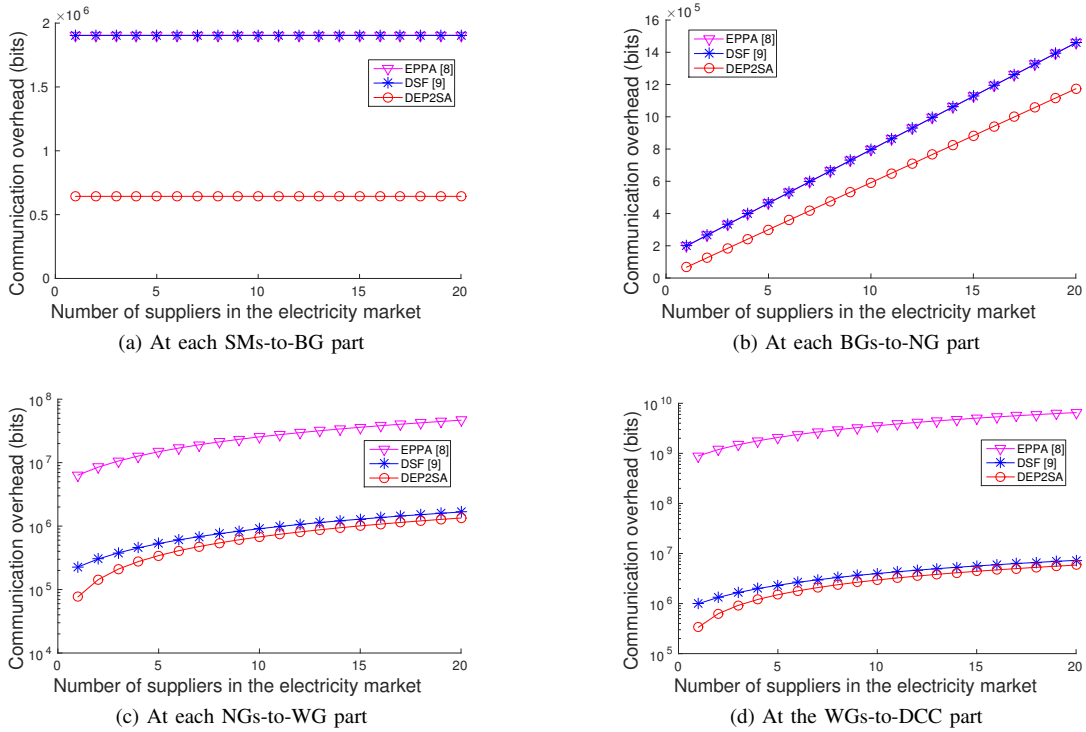 ×10^6
2
1.5
1
0.5
0
0 5 10 15 20
Communication overhead (bits)
EPPA [8]
DSF [9]
DEP2SA
Number of suppliers in the electricity market
(a) At each SMs-to-BG part
×10^5
16
14
12
10
8
6
4
2
0
5 10 15 20
Communication overhead (bits)
EPPA [8]
DSF [9]
DEP2SA
Number of suppliers in the electricity market
(b) At each BGs-to-NG part
10^8
10^7
10^6
10^5
10^4
0 5 10 15 20
Communication overhead (bits)
EPPA [8]
DSF [9]
DEP2SA
Number of suppliers in the electricity market
(c) At each NGs-to-WG part
10^10
10^9
10^8
10^7
10^6
10^5
0 5 10 15 20
Communication overhead (bits)
EPPA [8]
DSF [9]
DEP2SA
Number of suppliers in the electricity market
(d) At the WGs-to-DCC part